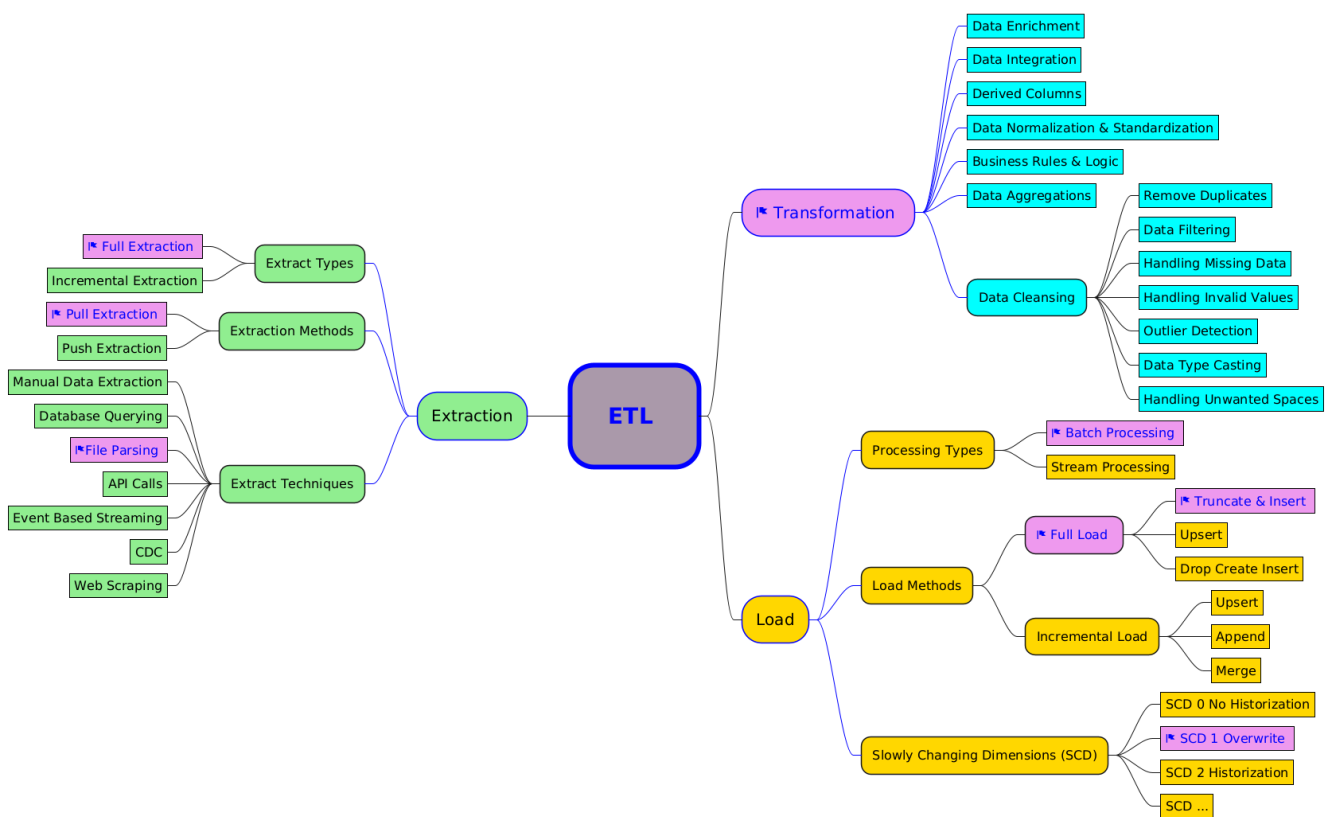 ETL
Extraction
Extract Types
Full Extraction
Incremental Extraction
Extraction Methods
Pull Extraction
Push Extraction
Extract Techniques
Manual Data Extraction
Database Querying
File Parsing
API Calls
Event Based Streaming
CDC
Web Scraping
Transformation
Data Enrichment
Data Integration
Derived Columns
Data Normalization & Standardization
Business Rules & Logic
Data Aggregations
Data Cleansing
Remove Duplicates
Data Filtering
Handling Missing Data
Handling Invalid Values
Outlier Detection
Data Type Casting
Handling Unwanted Spaces
Load
Processing Types
Batch Processing
Stream Processing
Load Methods
Full Load
Truncate & Insert
Upsert
Drop Create Insert
Incremental Load
Upsert
Append
Merge
Slowly Changing Dimensions (SCD)
SCD 0 No Historization
SCD 1 Overwrite
SCD 2 Historization
SCD ...